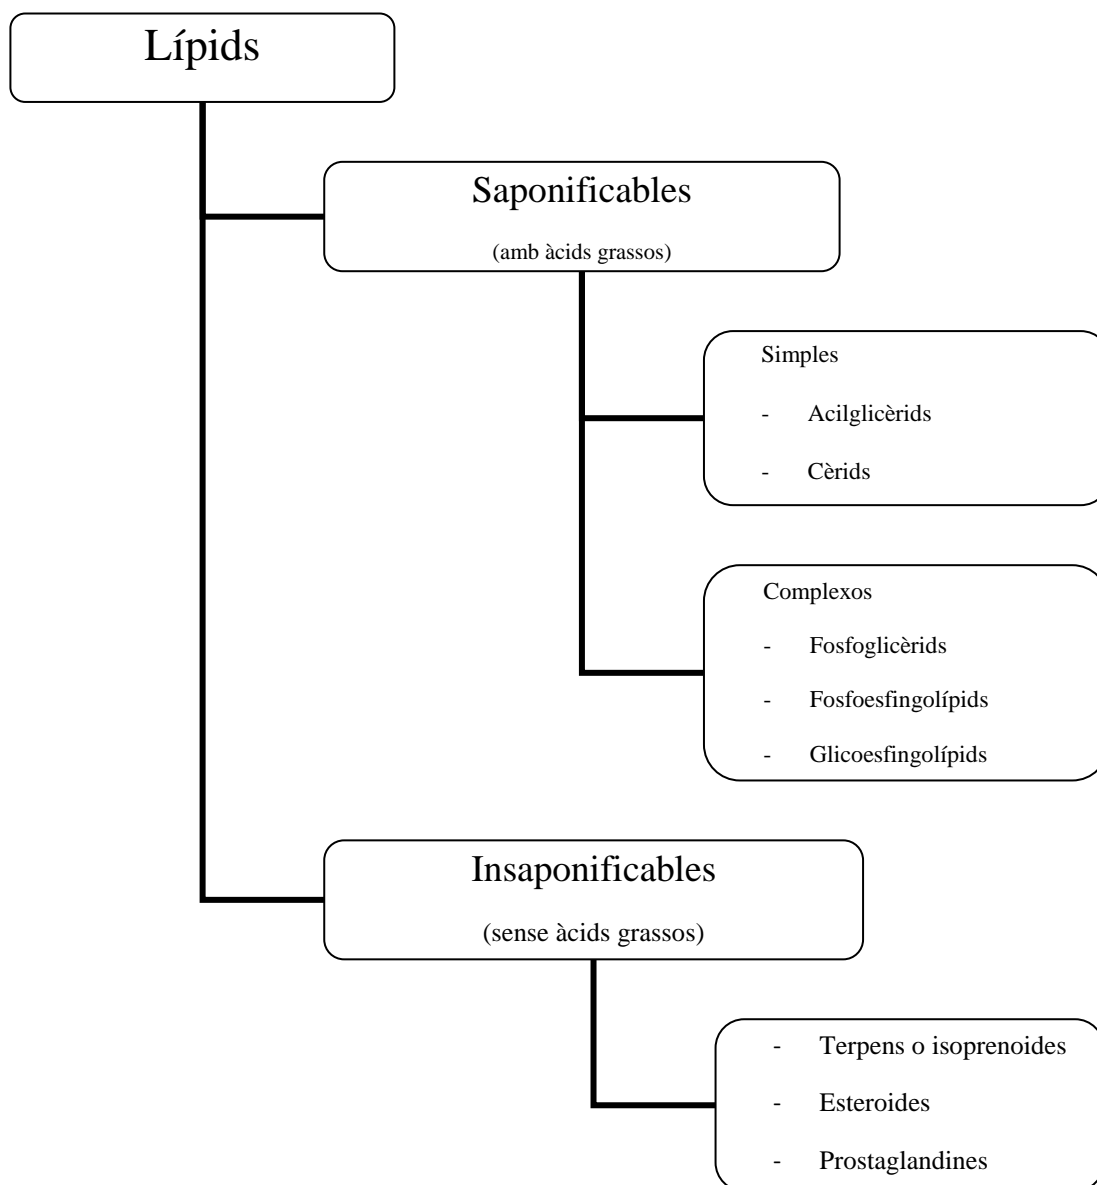 Lípids
Saponificables
(amb àcids grassos)
Simples
- Acilglicèrids
- Cèrids
Complexos
- Fosfoglicèrids
- Fosfoesfingolípids
- Glicoesfingolípids
Insaponificables
(sense àcids grassos)
- Terpens o isoprenoides
- Esteroides
- Prostaglandines